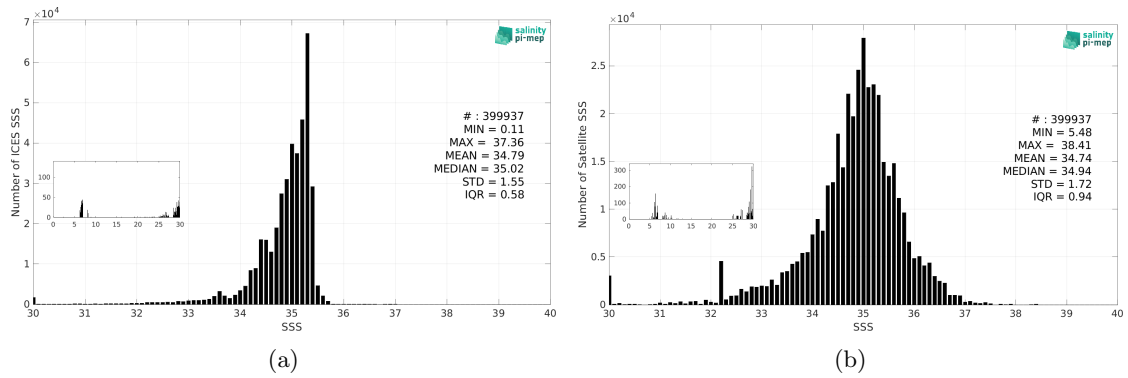 ×10⁴
7
6
5
4
3
2
1
0
Number of ICES SSS
salinity
pi-mep
# : 399937
MIN = 0.11
MAX = 37.36
MEAN = 34.79
MEDIAN = 35.02
STD = 1.55
IQR = 0.58
100
50
0
0 5 10 15 20 25 30
30 31 32 33 34 35 36 37 38 39 40
SSS
(a)
×10⁴
2.5
2
1.5
1
0.5
0
Number of Satellite SSS
salinity
pi-mep
# : 399937
MIN = 5.48
MAX = 38.41
MEAN = 34.74
MEDIAN = 34.94
STD = 1.72
IQR = 0.94
300
200
100
0
0 5 10 15 20 25 30
30 31 32 33 34 35 36 37 38 39 40
SSS
(b)